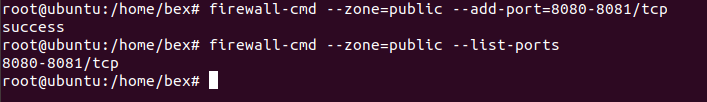 root@ubuntu:/home/bex# firewall-cmd --zone=public --add-port=8080-8081/tcp
success
root@ubuntu:/home/bex# firewall-cmd --zone=public --list-ports
8080-8081/tcp
root@ubuntu:/home/bex#